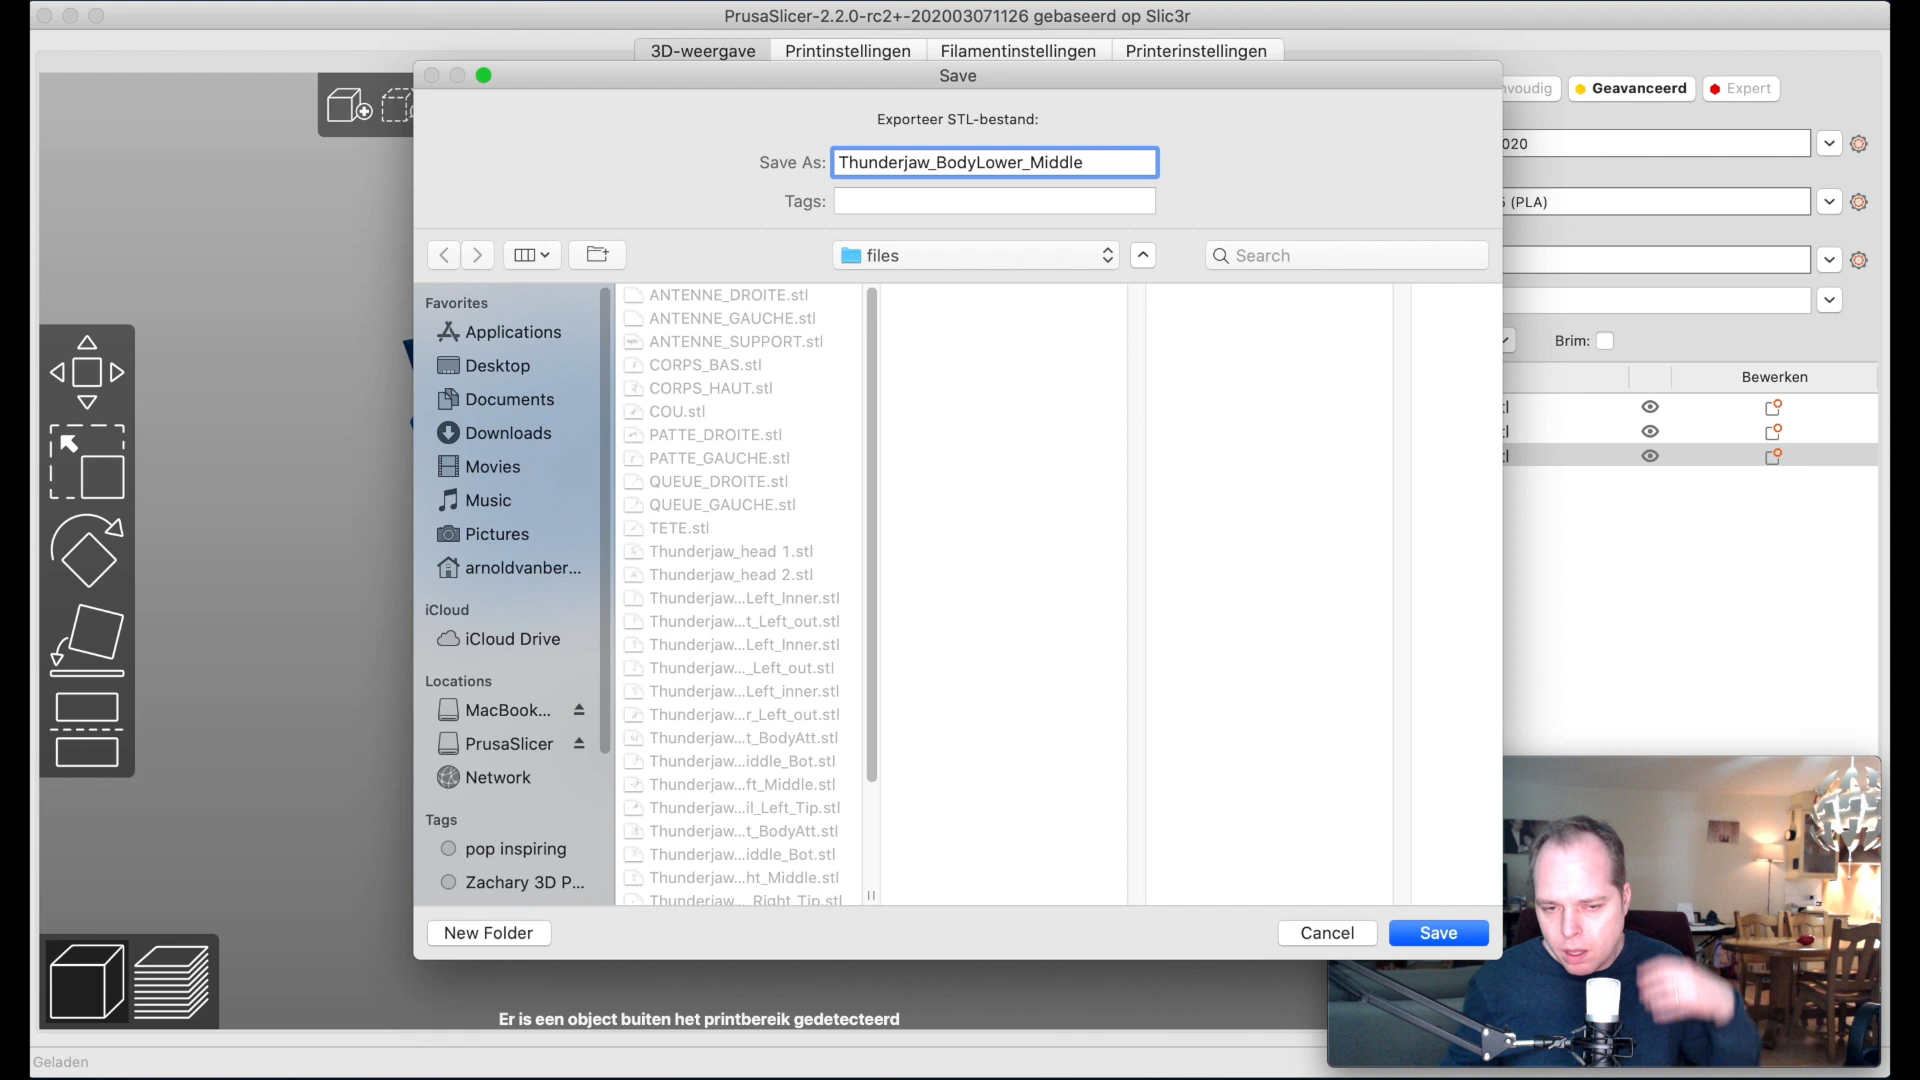 PrusaSlicer-2.2.0-rc2+-202003071126 gebaseerd op Slic3r
3D-weergave
Printinstellingen
Filamentinstellingen
Printerinstellingen
Save
voudig
Geavanceerd
Expert
Exporteer STL-bestand:
Save As:
Thunderjaw_BodyLower_Middle
Tags:
files
Search
020
(PLA)
Brim:
Bewerken
Favorites
Applications
Desktop
Documents
Downloads
Movies
Music
Pictures
arnoldvanber...
iCloud
iCloud Drive
Locations
MacBook...
PrusaSlicer
Network
Tags
pop inspiring
Zachary 3D P...
ANTENNE_DROITE.stl
ANTENNE_GAUCHE.stl
ANTENNE_SUPPORT.stl
CORPS_BAS.stl
CORPS_HAUT.stl
COU.stl
PATTE_DROITE.stl
PATTE_GAUCHE.stl
QUEUE_DROITE.stl
QUEUE_GAUCHE.stl
TETE.stl
Thunderjaw_head 1.stl
Thunderjaw_head 2.stl
Thunderjaw...Left_Inner.stl
Thunderjaw...t_Left_out.stl
Thunderjaw...Left_Inner.stl
Thunderjaw..._Left_out.stl
Thunderjaw...Left_inner.stl
Thunderjaw...r_Left_out.stl
Thunderjaw...t_BodyAtt.stl
Thunderjaw...iddle_Bot.stl
Thunderjaw...ft_Middle.stl
Thunderjaw...il_Left_Tip.stl
Thunderjaw...t_BodyAtt.stl
Thunderjaw...iddle_Bot.stl
Thunderjaw...ht_Middle.stl
Thunderjaw..._Right_Tip.stl
New Folder
Cancel
Save
Er is een object buiten het printbereik gedetecteerd
Geladen